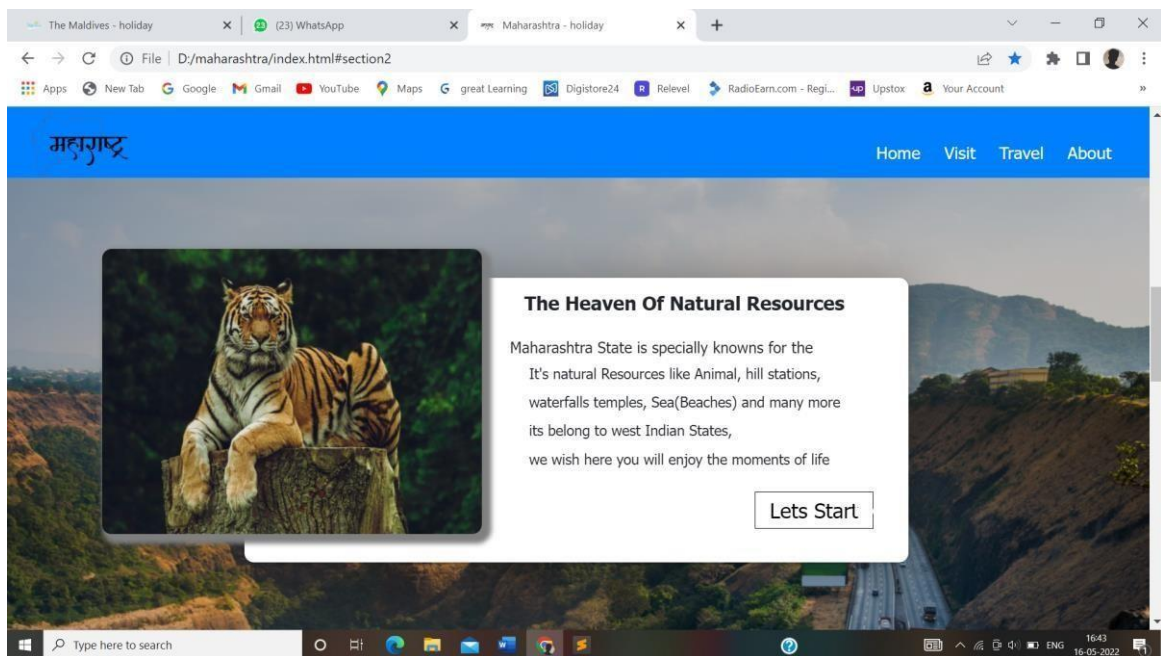 The Maldives - holiday
(23) WhatsApp
Maharashtra - holiday
File
D:/maharashtra/index.html#section2
Apps
New Tab
Google
Gmail
YouTube
Maps
great Learning
Digistore24
Relevel
RadioEarn.com - Regi...
Upstox
Your Account
महाराष्ट्र
Home
Visit
Travel
About
The Heaven Of Natural Resources
Maharashtra State is specially knowns for the
It's natural Resources like Animal, hill stations,
waterfalls temples, Sea(Beaches) and many more
its belong to west Indian States,
we wish here you will enjoy the moments of life
Lets Start
Type here to search
ENG
16:43
16-05-2022